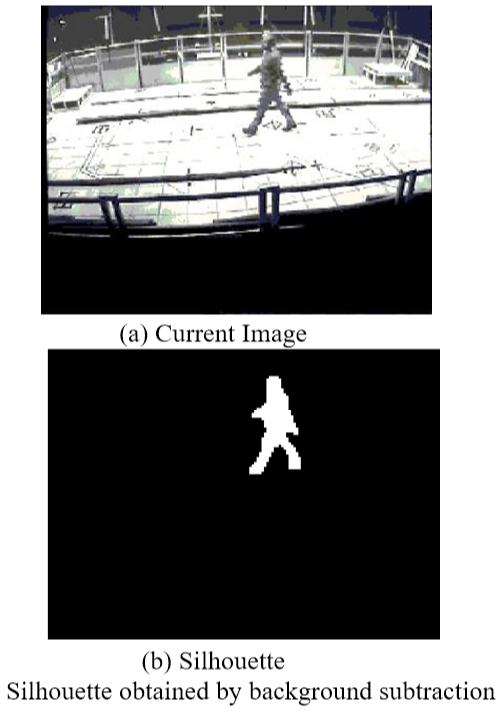 (a) Current Image
(b) Silhouette
Silhouette obtained by background subtraction